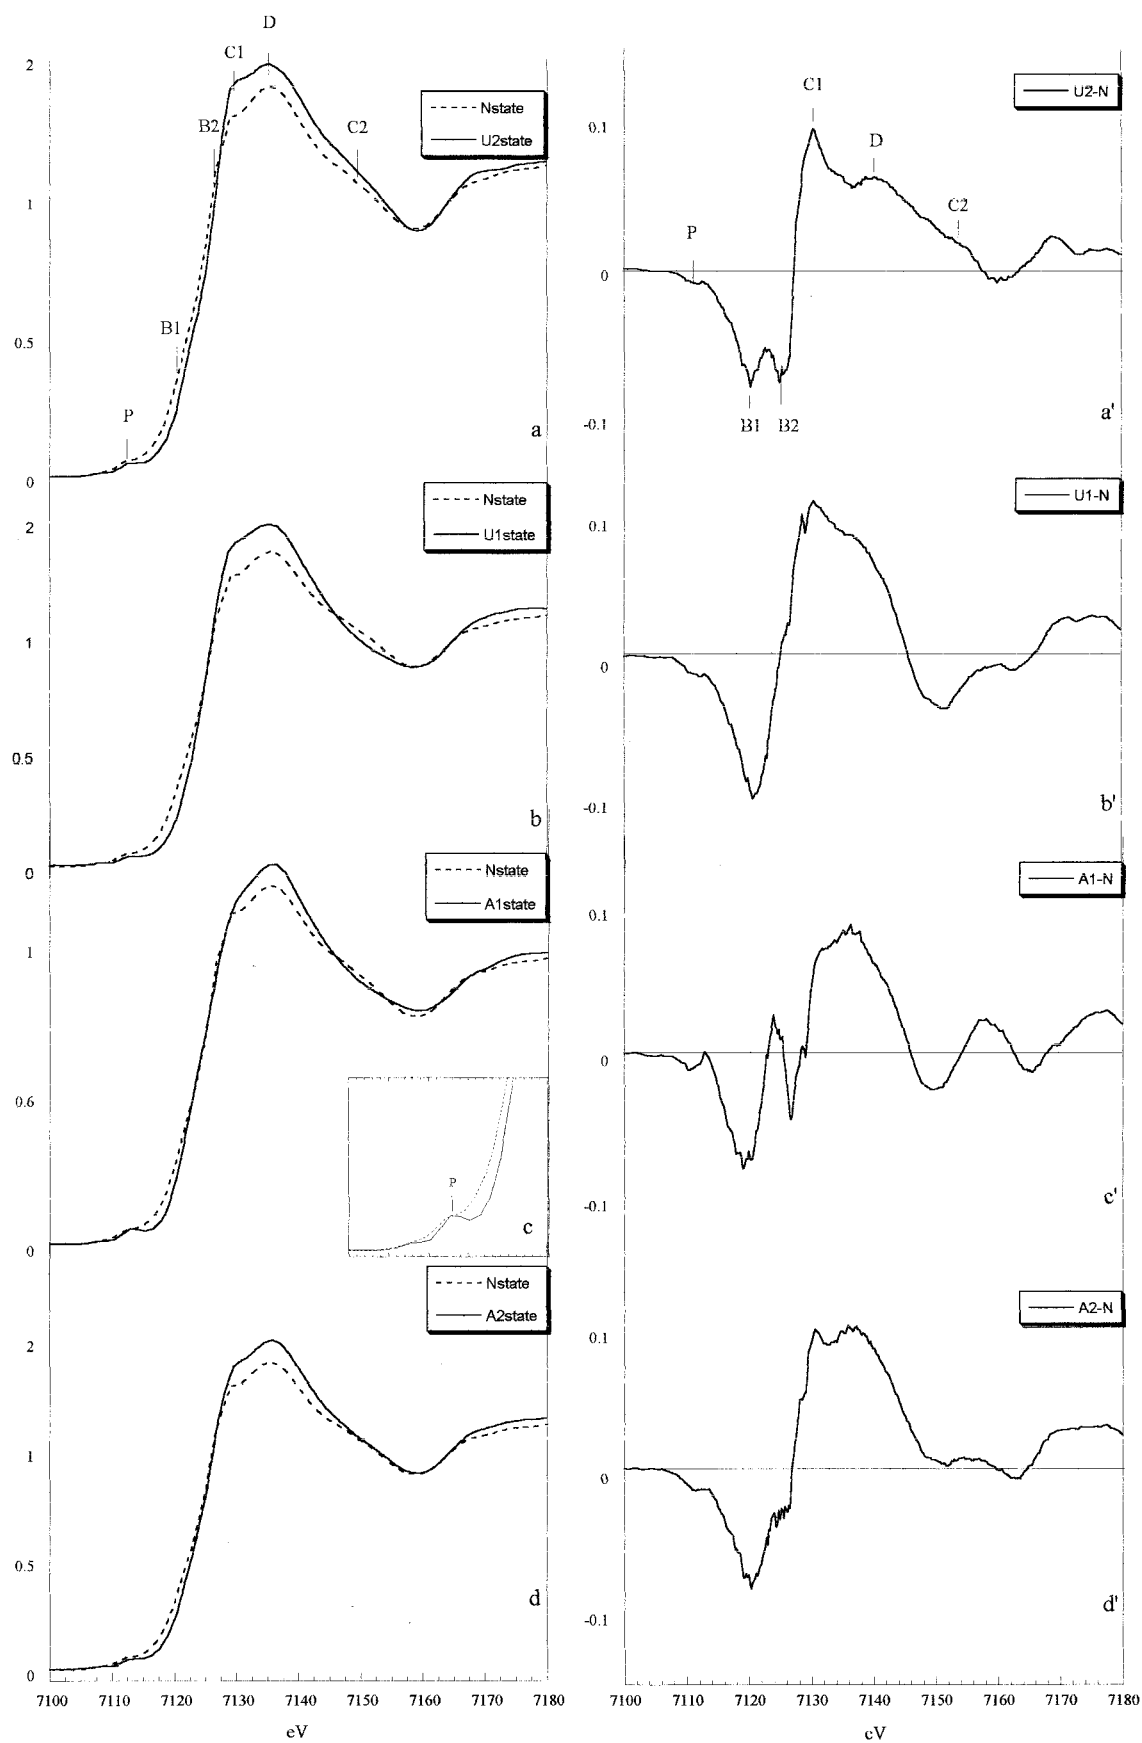 D
C1
2
Nstate
U2state
B2
C2
1
B1
0.5
P
a
0
Nstate
U1state
2
1
0.5
b
0
Nstate
A1state
1
0.6
P
c
0
Nstate
A2state
2
1
0.5
d
0
7100 7110 7120 7130 7140 7150 7160 7170 7180
eV
U2-N
C1
0.1
D
C2
P
0
B1 B2
a'
-0.1
U1-N
0.1
0
b'
-0.1
A1-N
0.1
0
c'
-0.1
A2-N
0.1
0
d'
-0.1
7100 7110 7120 7130 7140 7150 7160 7170 7180
eV